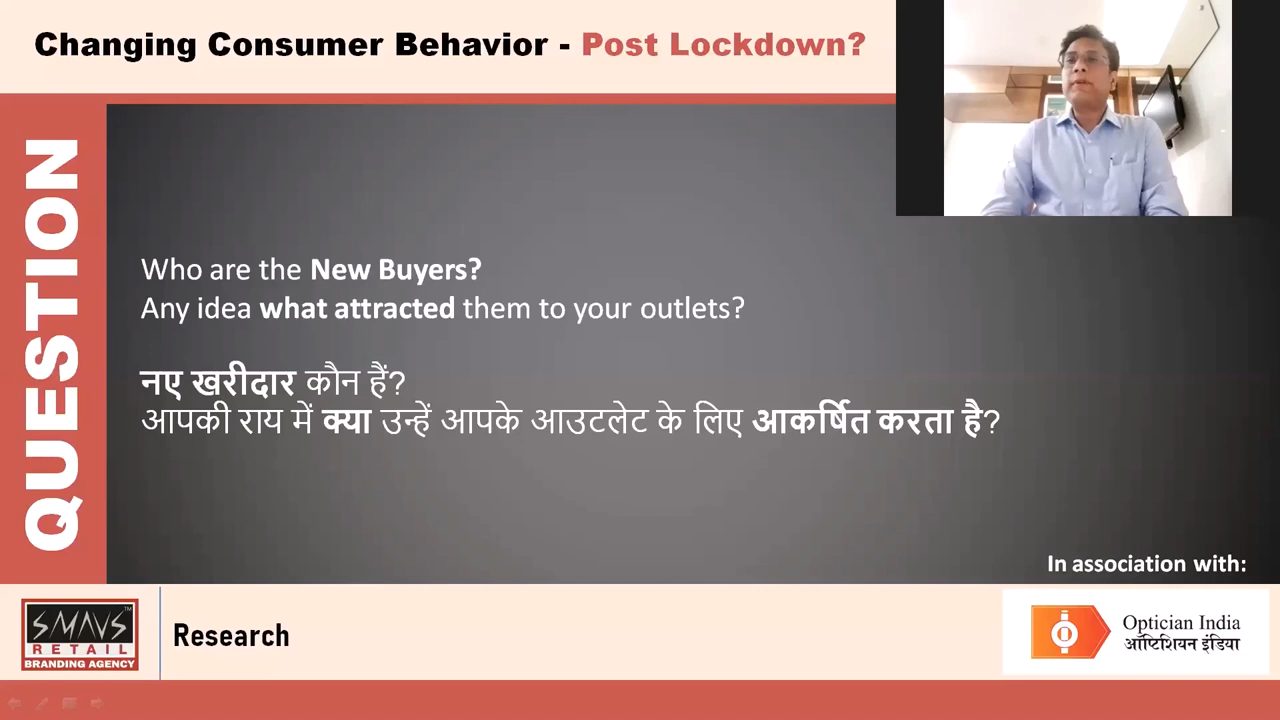 Changing Consumer Behavior - Post Lockdown?
QUESTION
Who are the New Buyers?
Any idea what attracted them to your outlets?
नए खरीदार कौन हैं?
आपकी राय में क्या उन्हें आपके आउटलेट के लिए आकर्षित करता है?
In association with:
SMAVS™
RETAIL
BRANDING AGENCY
Research
Optician India
ऑप्टिशियन इंडिया